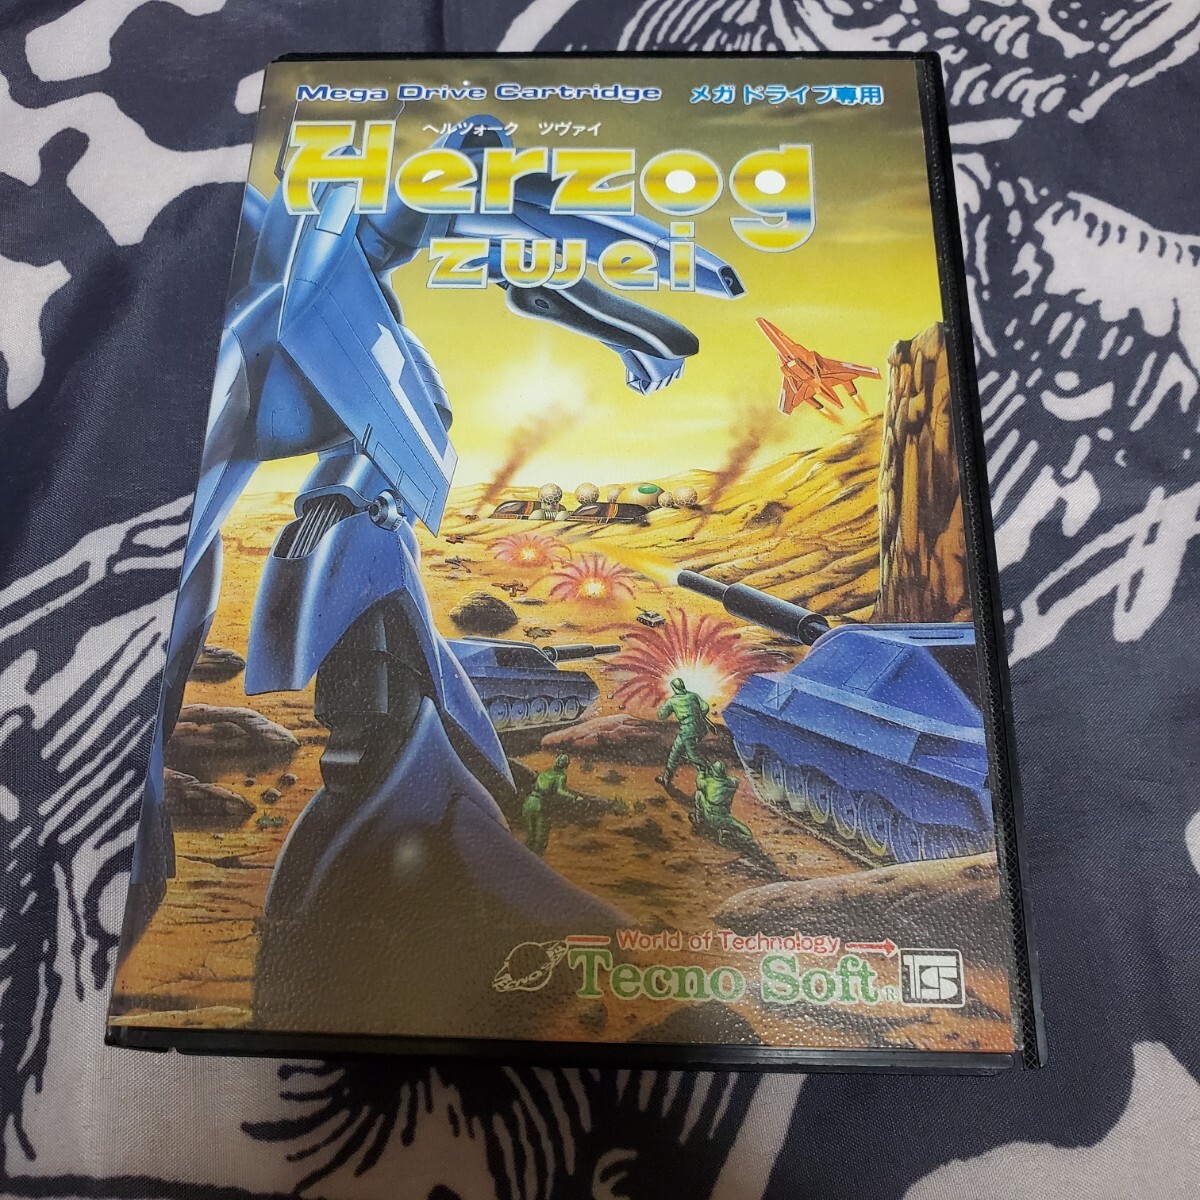 Mega Drive Cartridge メガドライブ専用
ヘルツォーク ツヴァイ
Herzog
zwei
World of Technology
Tecno Soft ®
TS